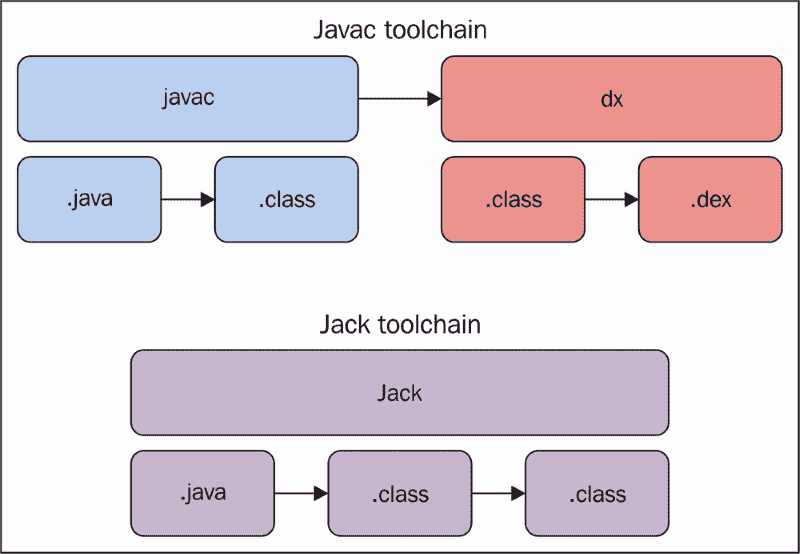 Javac toolchain
javac
dx
.java
.class
.class
.dex
Jack toolchain
Jack
.java
.class
.class